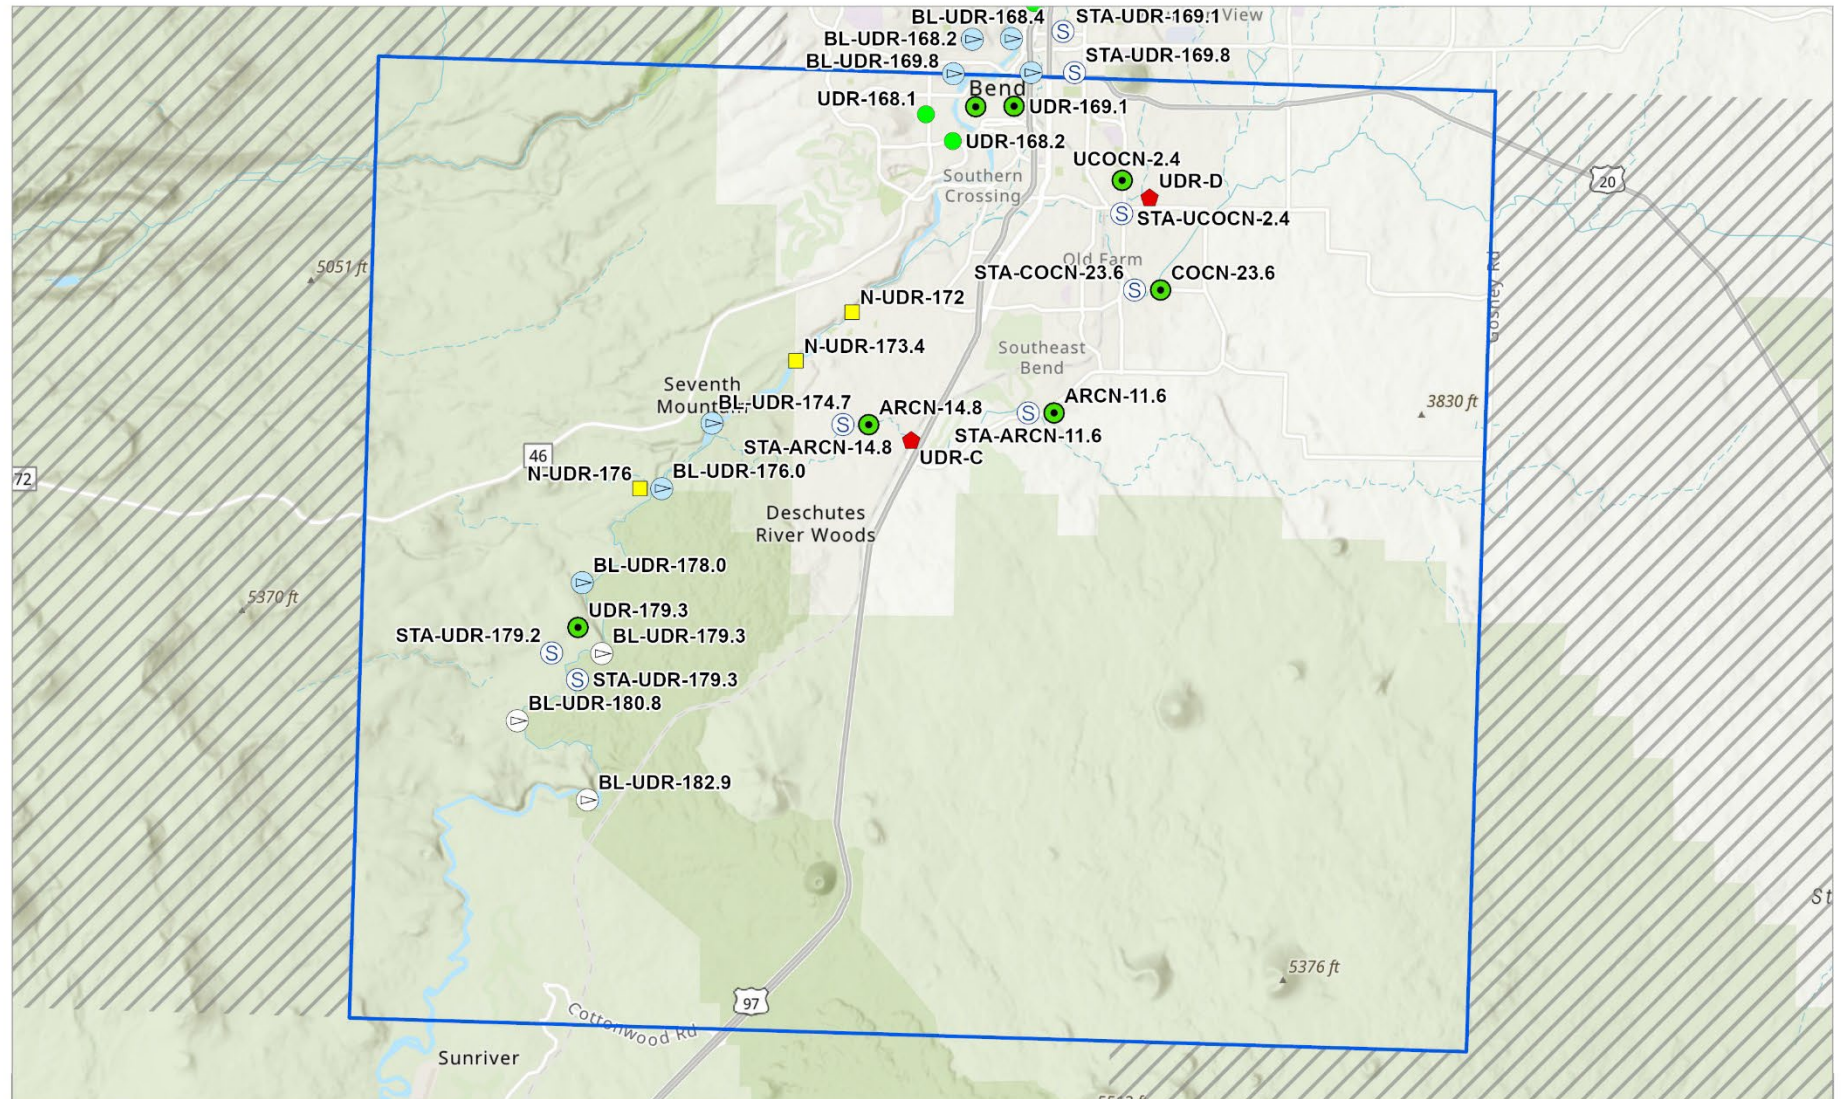 BL-UDR-168.4
STA-UDR-169.1
View
BL-UDR-168.2
S
BL-UDR-169.8
STA-UDR-169.8
S
Bend
UDR-168.1
UDR-169.1
UDR-168.2
UCOCN-2.4
Southern
Crossing
UDR-D
20
S
STA-UCOCN-2.4
Old Farm
5051 ft
STA-COCN-23.6
COCN-23.6
S
Gosney Rd
N-UDR-172
N-UDR-173.4
Southeast
Bend
Seventh
Mountain
BL-UDR-174.7
ARCN-14.8
ARCN-11.6
3830 ft
S
S
STA-ARCN-11.6
STA-ARCN-14.8
UDR-C
46
N-UDR-176
BL-UDR-176.0
72
Deschutes
River Woods
BL-UDR-178.0
5370 ft
UDR-179.3
STA-UDR-179.2
BL-UDR-179.3
S
S
STA-UDR-179.3
BL-UDR-180.8
BL-UDR-182.9
St
5376 ft
97
Cottonwood Rd
Sunriver